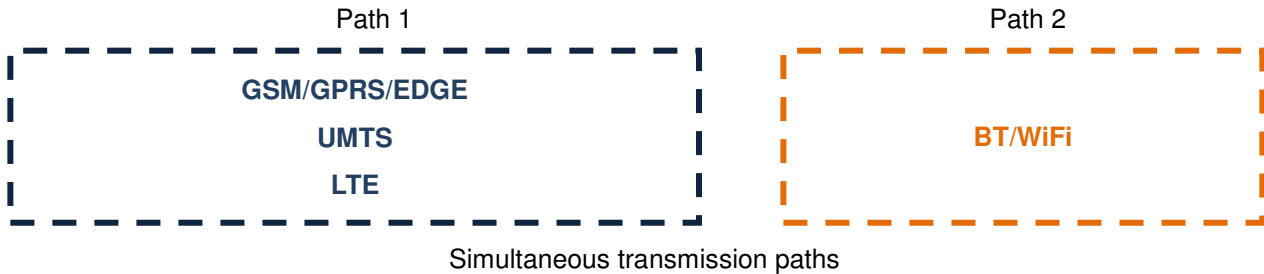 Path 1
Path 2
GSM/GPRS/EDGE
UMTS
LTE
BT/WiFi
Simultaneous transmission paths